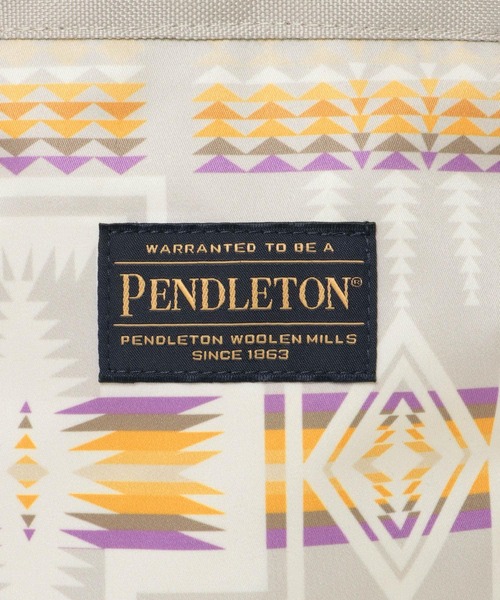 WARRANTED TO BE A
PENDLETON®
PENDLETON WOOLEN MILLS
SINCE 1863